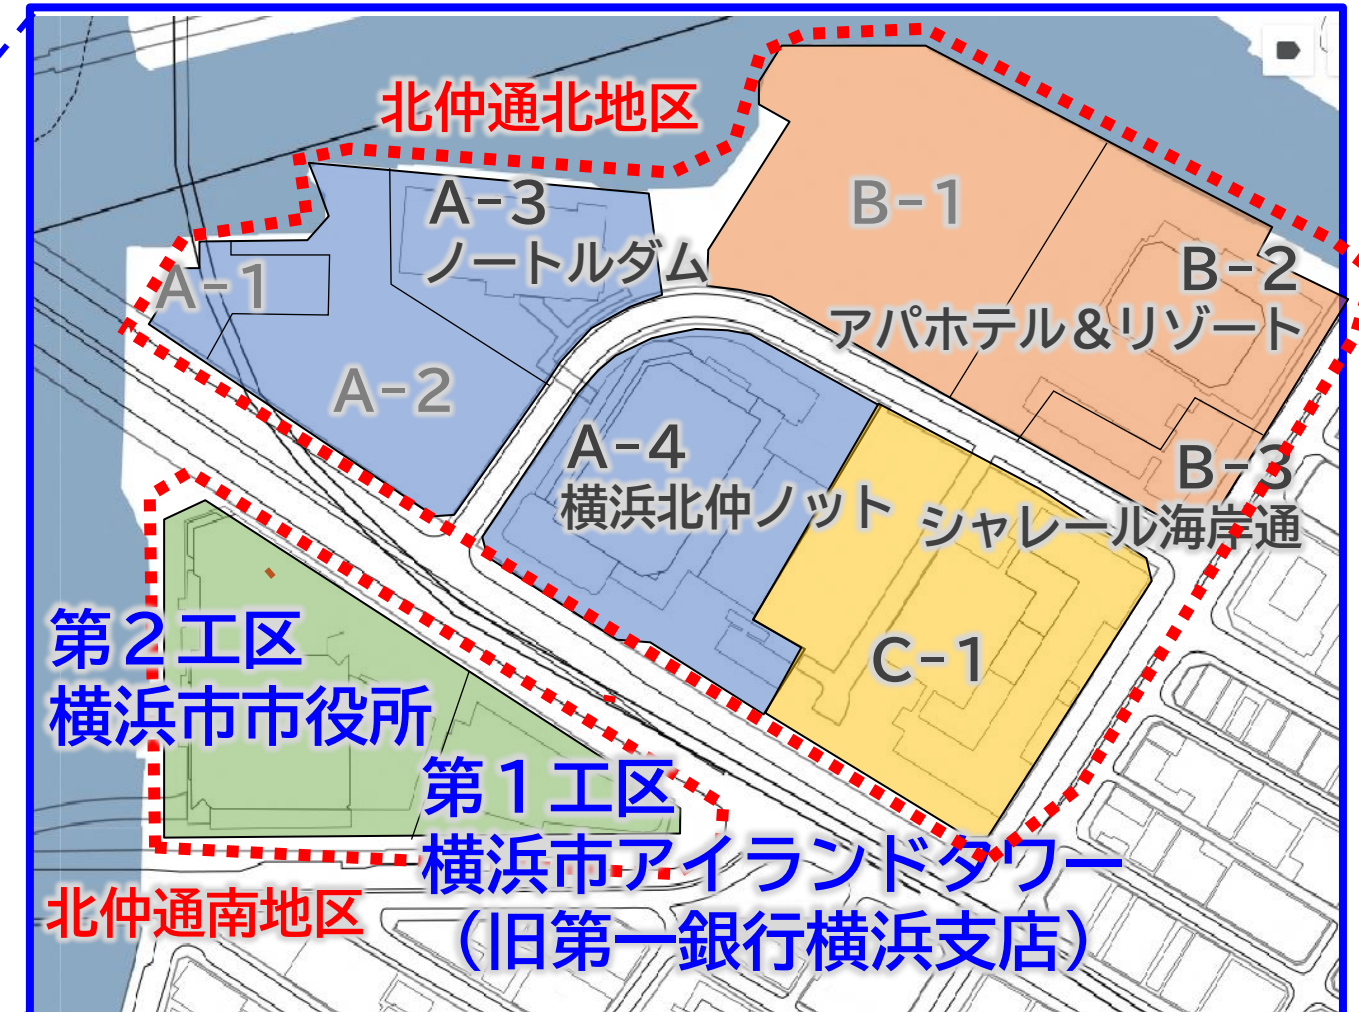 北仲通北地区
A-3
ノートルダム
B-1
B-2
アパホテル＆リゾート
A-1
A-2
A-4
横浜北仲ノット
B-3
シャレール海岸通
C-1
第２工区
横浜市市役所
第１工区
横浜市アイランドタワー
（旧第一銀行横浜支店）
北仲通南地区